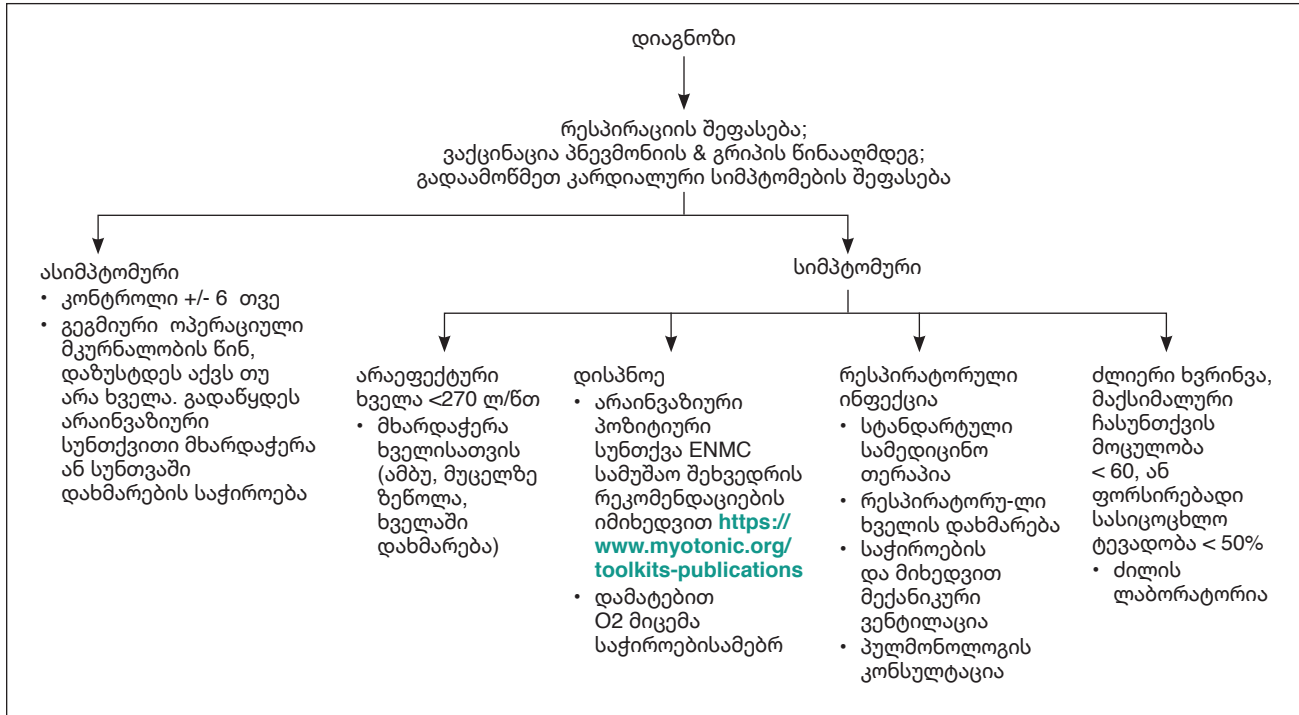 დიაგნოზი
რესპირაციის შეფასება;
ვაქცინაცია პნევმონიის & გრიპის წინააღმდეგ;
გადაამოწმეთ კარდიალური სიმპტომების შეფასება
ასიმპტომური
• კონტროლი +/- 6 თვე
• გეგმიური ოპერაციული
მკურნალობის წინ,
დაზუსტდეს აქვს თუ
არა ხველა. გადაწყდეს
არაინვაზიური
სუნთქვითი მხარდაჭერა
ან სუნთვაში
დახმარების საჭიროება
სიმპტომური
არაეფექტური
ხველა <270 ლ/წთ
• მხარდაჭერა
ხველისათვის
(ამბუ, მუცელზე
ზეწოლა,
ხველაში
დახმარება)
დისპნოე
• არაინვაზიური
პოზიტიური
სუნთქვა ENMC
სამუშაო შეხვედრის
რეკომენდაციების
იმიხედვით https://
www.myotonic.org/
toolkits-publications
• დამატებით
O2 მიცემა
საჭიროებისამებრ
რესპირატორული
ინფექცია
• სტანდარტული
სამედიცინო
თერაპია
• რესპირატორუ-ლი
ხველის დახმარება
• საჭიროების
და მიხედვით
მექანიკური
ვენტილაცია
• პულმონოლოგის
კონსულტაცია
ძლიერი ხვრინვა,
მაქსიმალური
ჩასუნთქვის
მოცულობა
< 60, ან
ფორსირებადი
სასიცოცხლო
ტევადობა < 50%
• ძილის
ლაბორატორია